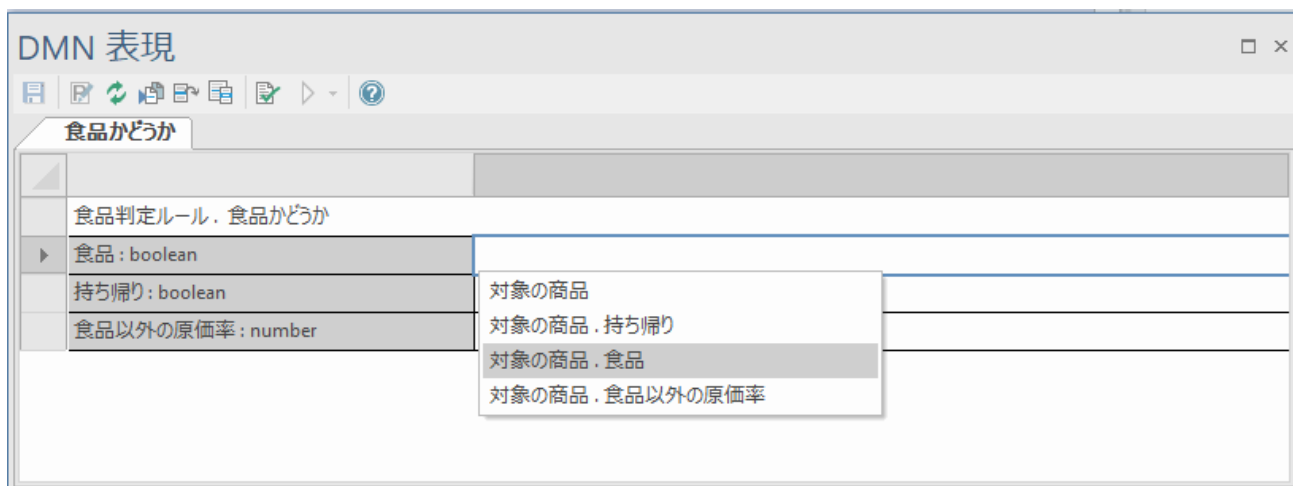 DMN 表現
食品かどうか
食品判定ルール . 食品かどうか
食品 : boolean
持ち帰り : boolean
食品以外の原価率 : number
対象の商品
対象の商品 . 持ち帰り
対象の商品 . 食品
対象の商品 . 食品以外の原価率